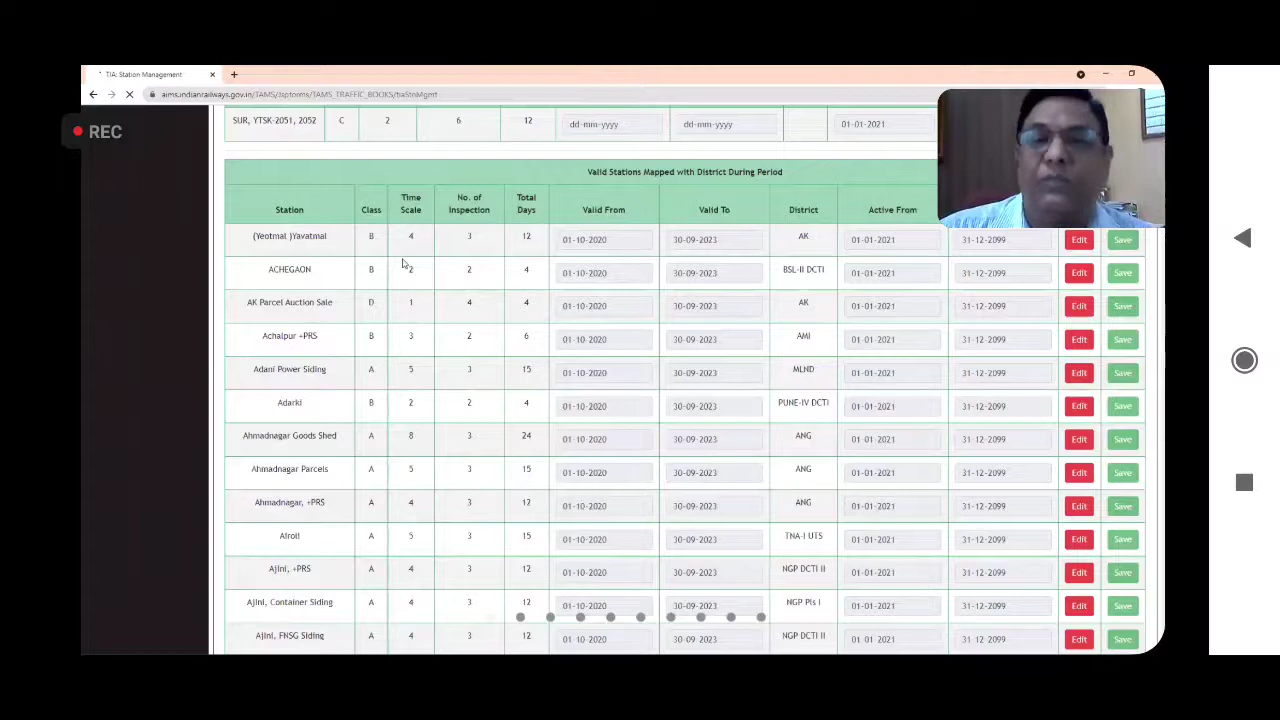 TIA: Station Management
aims.indianrailways.gov.in/TAMS/Jspforms/TAMS_TRAFFIC_BOOKS/tiaStnMgmt
REC
SUR, YTSK-2051, 2052 C 2 6 12 dd-mm-yyyy dd-mm-yyyy 01-01-2021
Valid Stations Mapped with District During Period
Station Class Time Scale No. of Inspection Total Days Valid From Valid To District Active From
(Yeotmal )Yavatmal B 4 3 12 01-10-2020 30-09-2023 AK 01-01-2021 31-12-2099 Edit Save
ACHEGAON B 2 2 4 01-10-2020 30-09-2023 BSL-II DCTI 01-01-2021 31-12-2099 Edit Save
AK Parcel Auction Sale D 1 4 4 01-10-2020 30-09-2023 AK 01-01-2021 31-12-2099 Edit Save
Achalpur +PRS B 3 2 6 01-10-2020 30-09-2023 AMI 01-01-2021 31-12-2099 Edit Save
Adani Power Siding A 5 3 15 01-10-2020 30-09-2023 MLND 01-01-2021 31-12-2099 Edit Save
Adarki B 2 2 4 01-10-2020 30-09-2023 PUNE-IV DCTI 01-01-2021 31-12-2099 Edit Save
Ahmadnagar Goods Shed A 8 3 24 01-10-2020 30-09-2023 ANG 01-01-2021 31-12-2099 Edit Save
Ahmadnagar Parcels A 5 3 15 01-10-2020 30-09-2023 ANG 01-01-2021 31-12-2099 Edit Save
Ahmadnagar, +PRS A 4 3 12 01-10-2020 30-09-2023 ANG 01-01-2021 31-12-2099 Edit Save
Airoli A 5 3 15 01-10-2020 30-09-2023 TNA-I UTS 01-01-2021 31-12-2099 Edit Save
Ajini, +PRS A 4 3 12 01-10-2020 30-09-2023 NGP DCTI II 01-01-2021 31-12-2099 Edit Save
Ajini, Container Siding A 4 3 12 01-10-2020 30-09-2023 NGP Pls I 01-01-2021 31-12-2099 Edit Save
Ajini, FNSG Siding A 4 3 12 01-10-2020 30-09-2023 NGP DCTI II 01-01-2021 31-12-2099 Edit Save